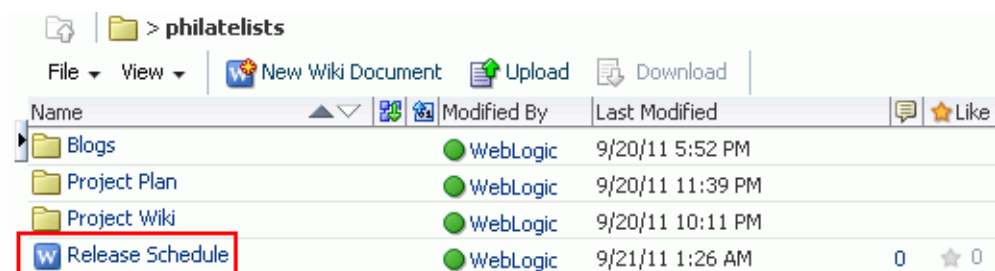 > philatelists
File View New Wiki Document Upload Download
Name Modified By Last Modified Like
Blogs WebLogic 9/20/11 5:52 PM
Project Plan WebLogic 9/20/11 11:39 PM
Project Wiki WebLogic 9/20/11 10:11 PM
W Release Schedule WebLogic 9/21/11 1:26 AM 0 0